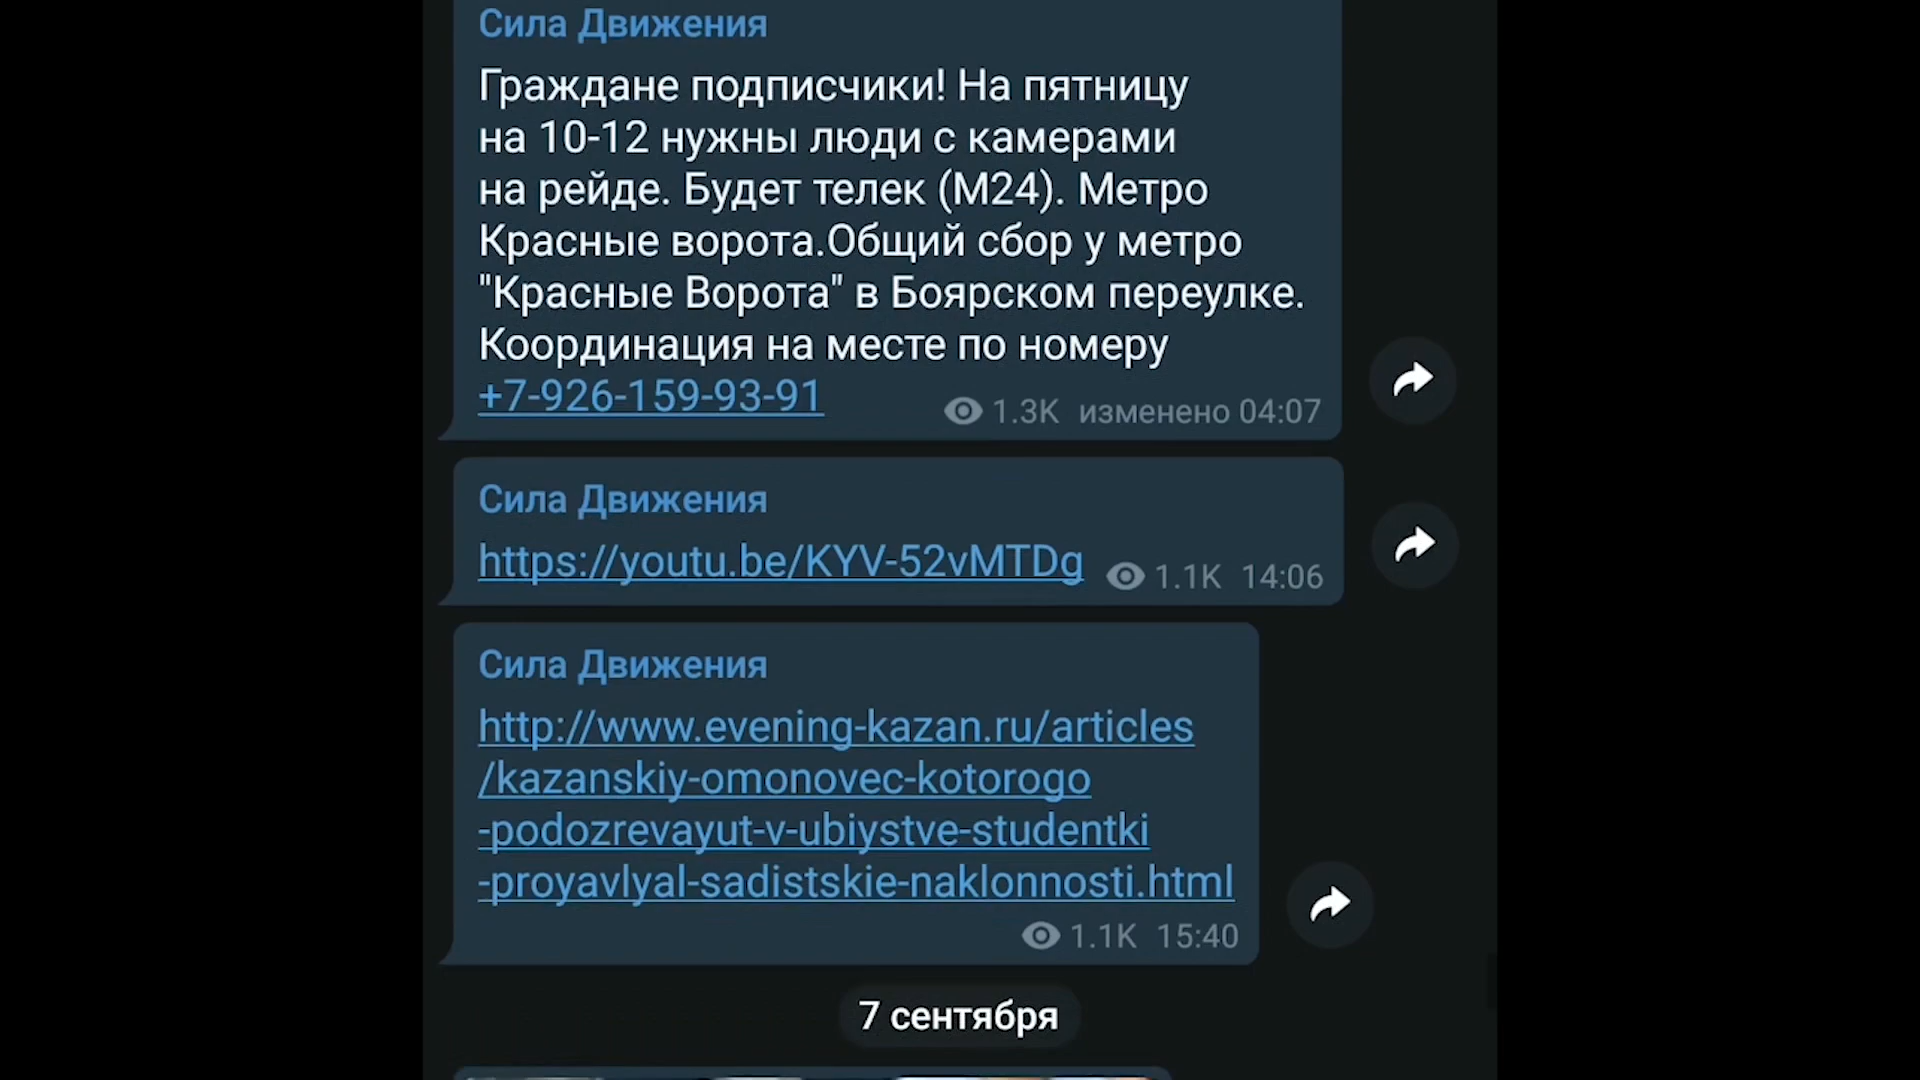 Сила Движения
Граждане подписчики! На пятницу
на 10-12 нужны люди с камерами
на рейде. Будет телек (М24). Метро
Красные ворота.Общий сбор у метро
"Красные Ворота" в Боярском переулке.
Координация на месте по номеру
+7-926-159-93-91
1.3K изменено 04:07
Сила Движения
https://youtu.be/KYV-52vMTDg
1.1K 14:06
Сила Движения
http://www.evening-kazan.ru/articles
/kazanskiy-omonovec-kotorogo
-podozrevayut-v-ubiystve-studentki
-proyavlyal-sadistskie-naklonnosti.html
1.1K 15:40
7 сентября